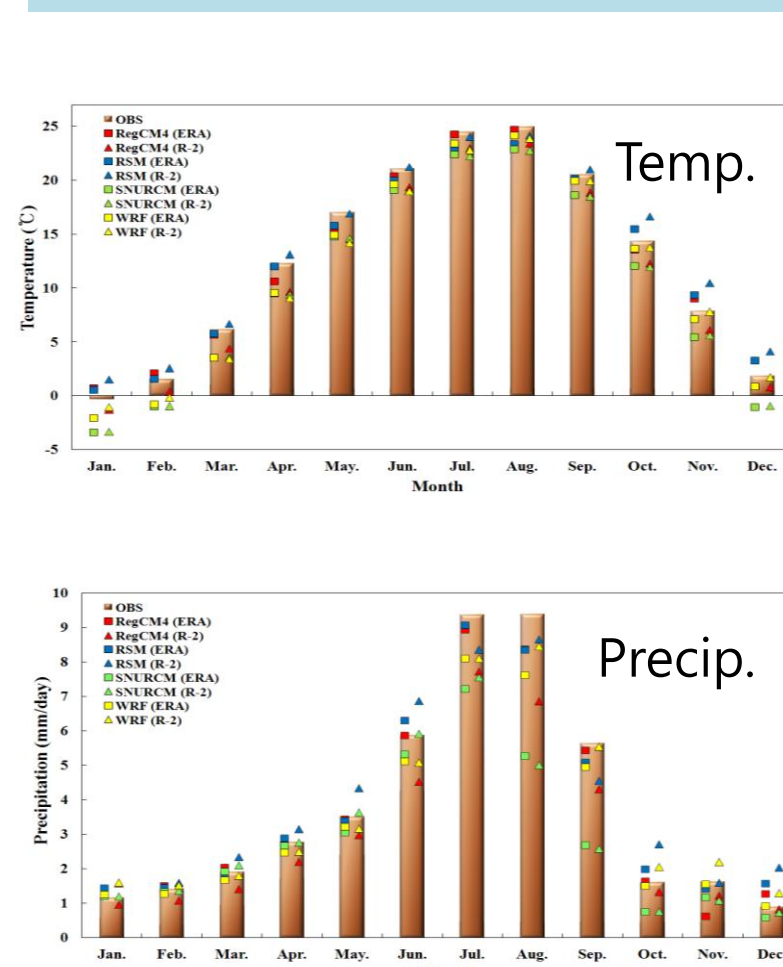 OBS
RegCM4 (ERA)
RegCM4 (R-2)
RSM (ERA)
RSM (R-2)
SNURCM (ERA)
SNURCM (R-2)
WRF (ERA)
WRF (R-2)
Temp.
Temperature (℃)
25
20
15
10
5
0
-5
Jan. Feb. Mar. Apr. May. Jun. Jul. Aug. Sep. Oct. Nov. Dec.
Month
OBS
RegCM4 (ERA)
RegCM4 (R-2)
RSM (ERA)
RSM (R-2)
SNURCM (ERA)
SNURCM (R-2)
WRF (ERA)
WRF (R-2)
Precip.
Precipitation (mm/day)
10
9
8
7
6
5
4
3
2
1
0
Jan. Feb. Mar. Apr. May. Jun. Jul. Aug. Sep. Oct. Nov. Dec